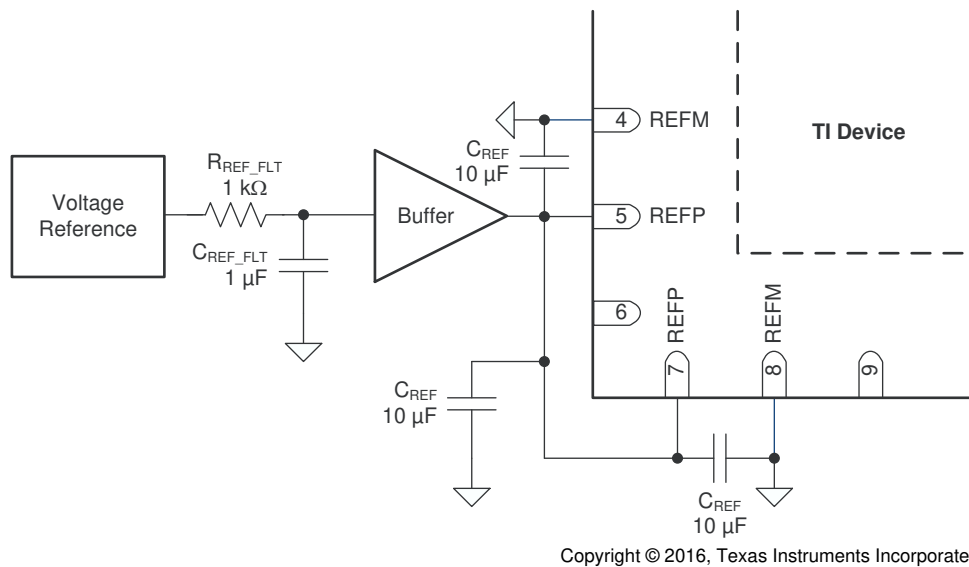 4
REFM
TI Device
C_REF
10 µF
R_REF_FLT
1 kΩ
Voltage
Reference
Buffer
5
REFP
C_REF_FLT
1 µF
6
REFP
REFM
7
8
9
C_REF
10 µF
C_REF
10 µF
Copyright © 2016, Texas Instruments Incorporate